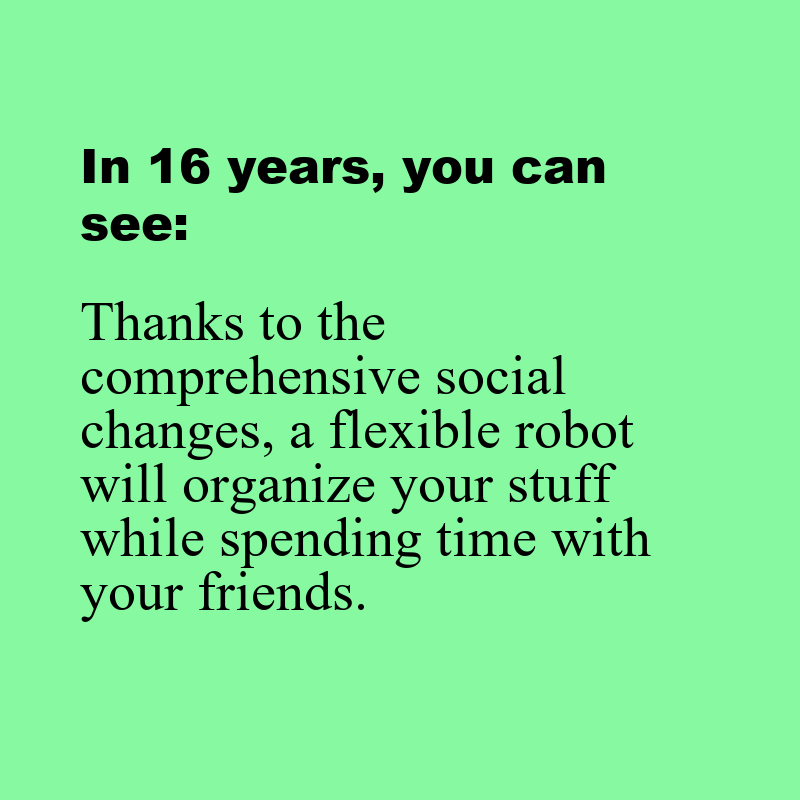 In 16 years, you can
see:
Thanks to the
comprehensive social
changes, a flexible robot
will organize your stuff
while spending time with
your friends.